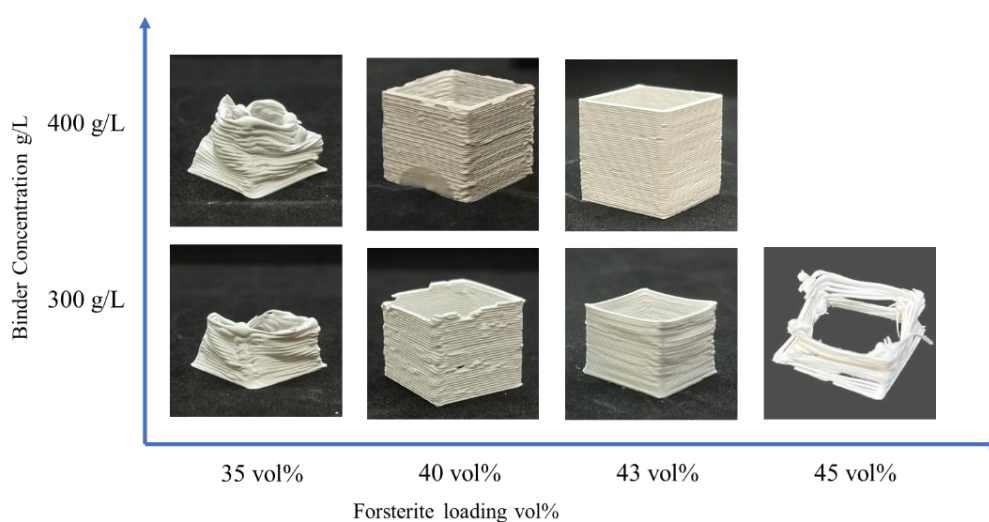 Binder Concentration g/L
400 g/L
300 g/L
35 vol%
40 vol%
43 vol%
45 vol%
Forsterite loading vol%